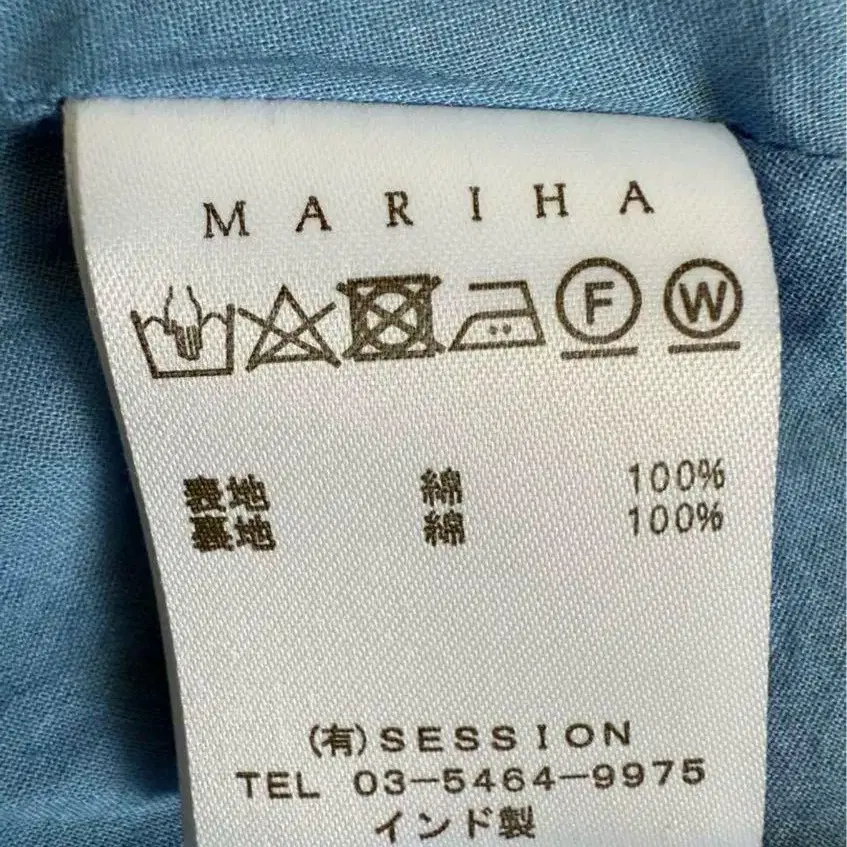 MARIHA
F W
表地 綿 100%
裏地 綿 100%
(有)SESSION
TEL 03-5464-9975
インド製